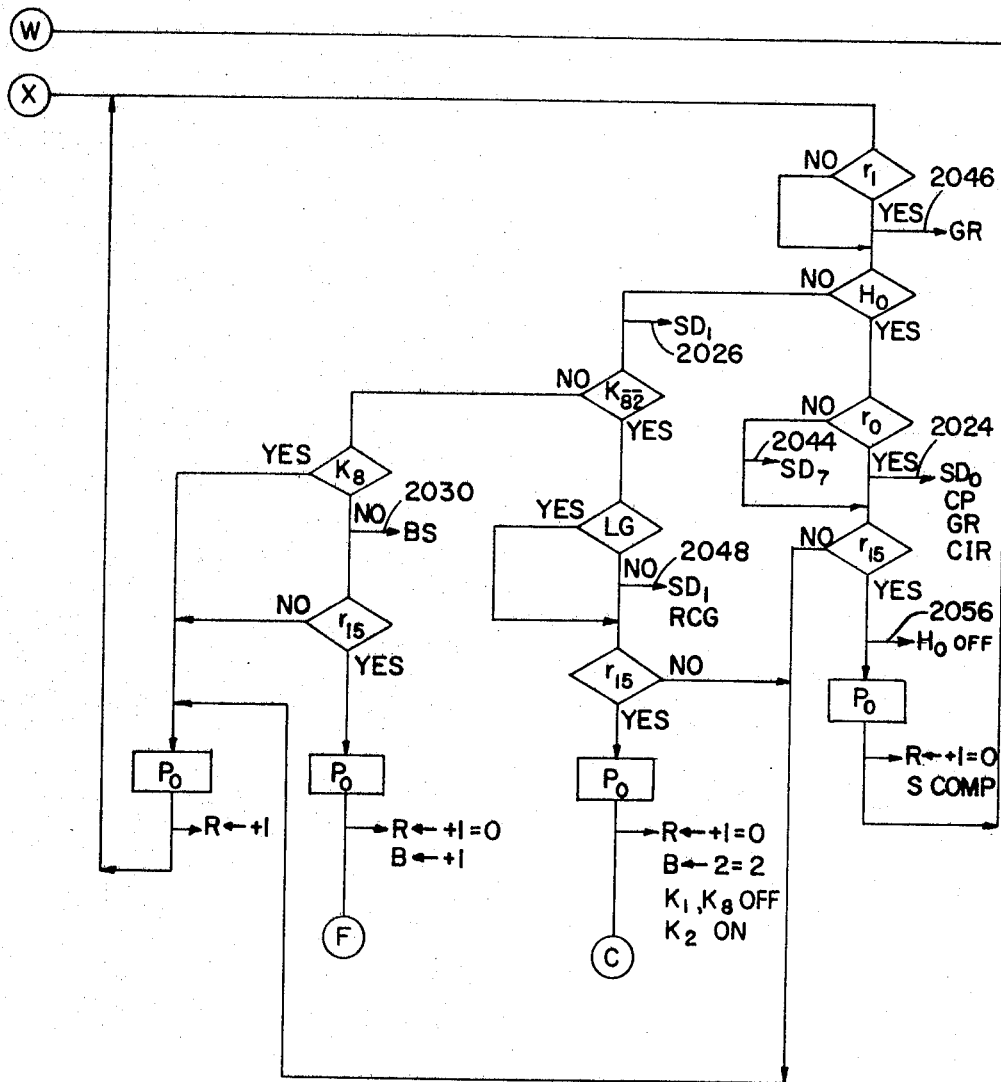 W
X
NO r₁
YES 2046
GR
NO H₀
YES
SD₁
2026
NO K₈̅₂̅
YES
NO r₀
YES 2024
2044
SD₇
SD₀
CP
GR
CIR
YES K₈
NO 2030
BS
YES LG
NO 2048
SD₁
RCG
NO r₁₅
YES
2056
H₀ OFF
NO r₁₅
YES
r₁₅ NO
YES
P₀
R←+1=0
S COMP
P₀
R←+1
P₀
R←+1=0
B←+1
P₀
R←+1=0
B←2=2
K₁,K₈ OFF
K₂ ON
F
C